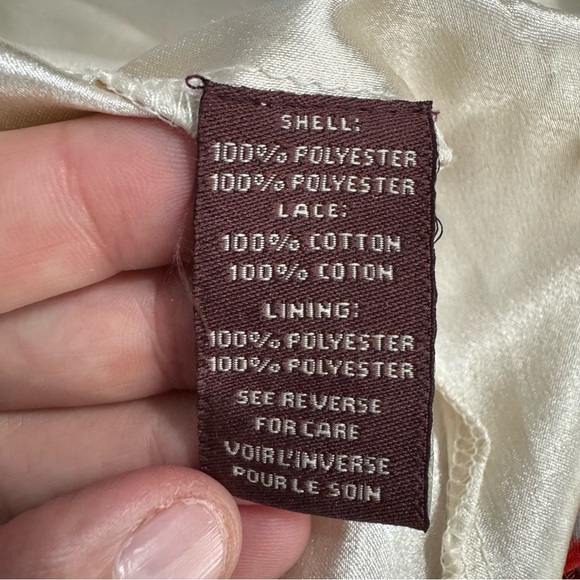 SHELL:
100% POLYESTER
100% POLYESTER
LACE:
100% COTTON
100% COTON
LINING:
100% POLYESTER
100% POLYESTER
SEE REVERSE
FOR CARE
VOIR L'INVERSE
POUR LE SOIN